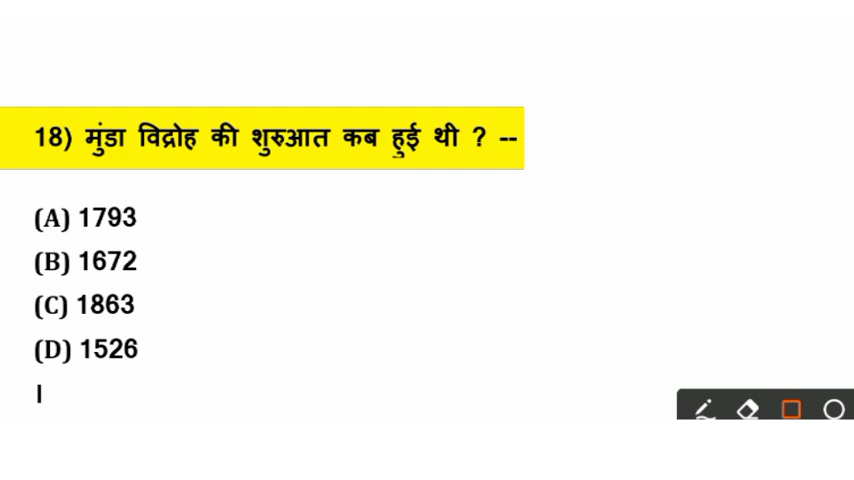 18) मुंडा विद्रोह की शुरुआत कब हुई थी ? --
(A) 1793
(B) 1672
(C) 1863
(D) 1526
l